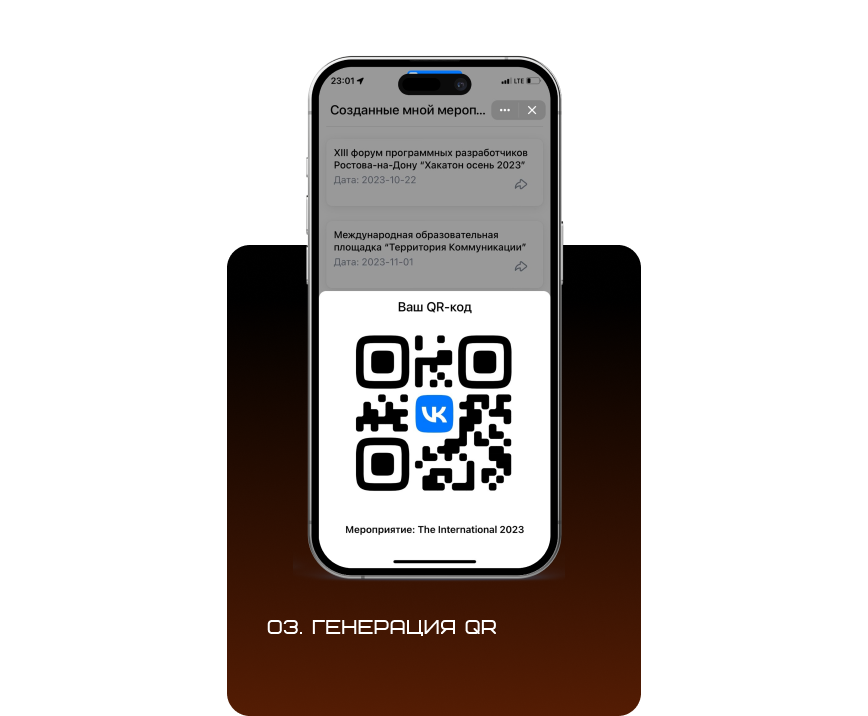 23:01
LTE
Созданные мной мероп...
XIII форум программных разработчиков
Ростова-на-Дону “Хакатон осень 2023”
Дата: 2023-10-22
Международная образовательная
площадка “Территория Коммуникации”
Дата: 2023-11-01
Ваш QR-код
VK
Мероприятие: The International 2023
03. ГЕНЕРАЦИЯ QR